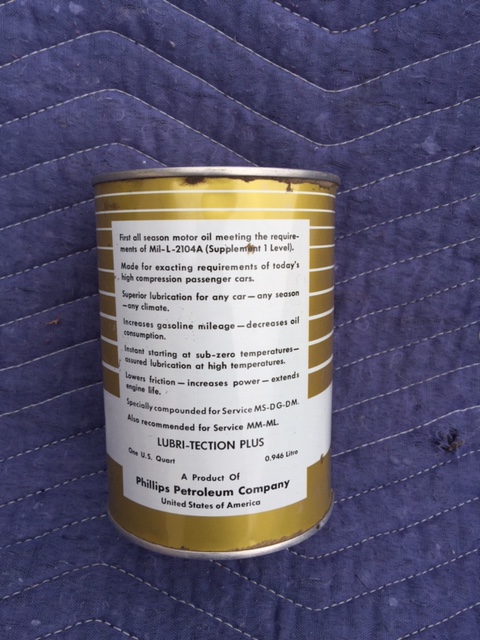 First all season motor oil meeting the require-
ments of Mil-L-2104A (Supplement 1 Level).
Made for exacting requirements of today's
high compression passenger cars.
Superior lubrication for any car—any season
—any climate.
Increases gasoline mileage—decreases oil
consumption.
Instant starting at sub-zero temperatures—
assured lubrication at high temperatures.
Lowers friction—increases power—extends
engine life.
Specially compounded for Service MS-DG-DM.
Also recommended for Service MM-ML.
LUBRI-TECTION PLUS
One U.S. Quart 0.946 Litro
A Product Of
Phillips Petroleum Company
United States of America